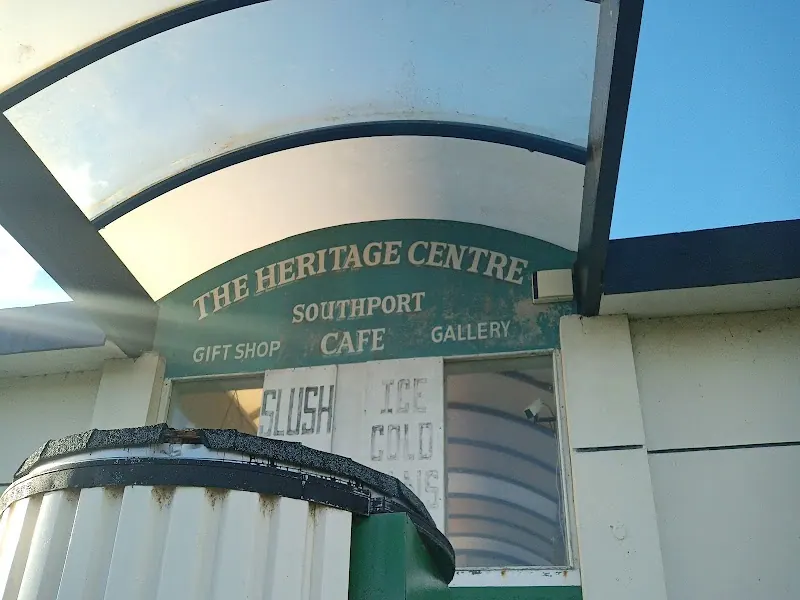 THE HERITAGE CENTRE
SOUTHPORT
GIFT SHOP CAFE GALLERY
SLUSH
ICE
COLD